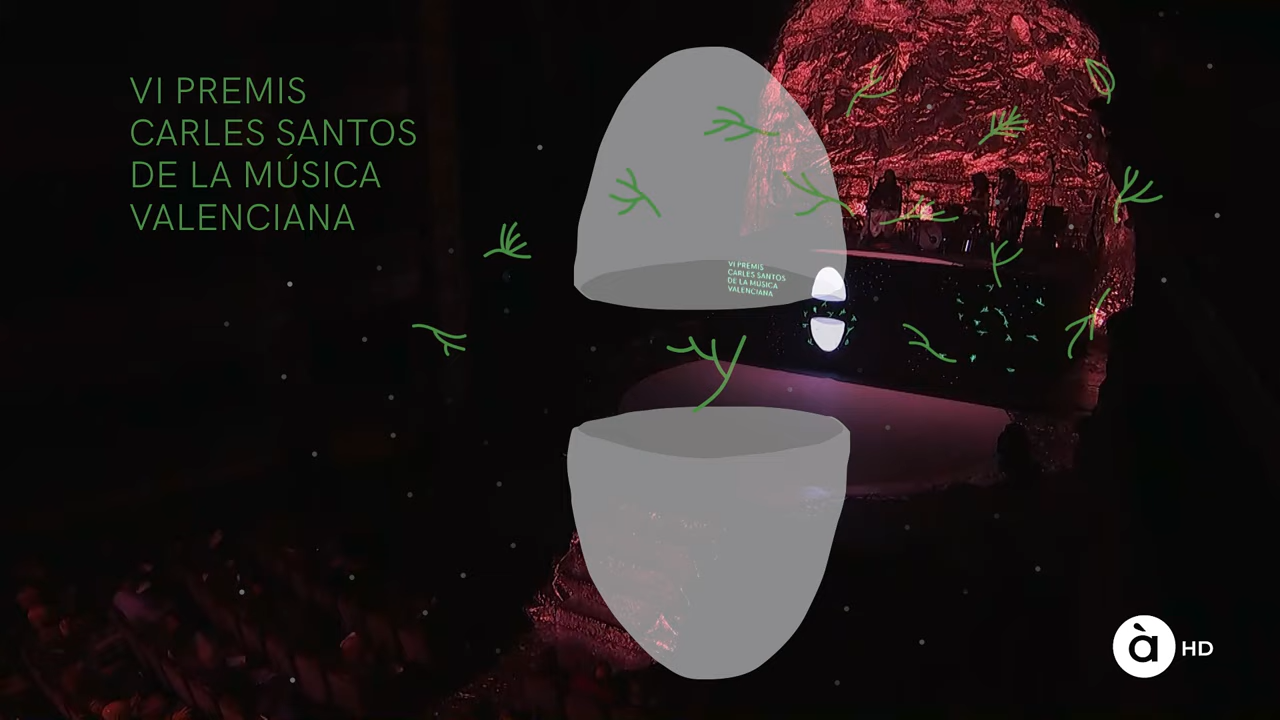 VI PREMIS
CARLES SANTOS
DE LA MÚSICA
VALENCIANA
VI PREMIS
CARLES SANTOS
DE LA MÚSICA
VALENCIANA
à HD